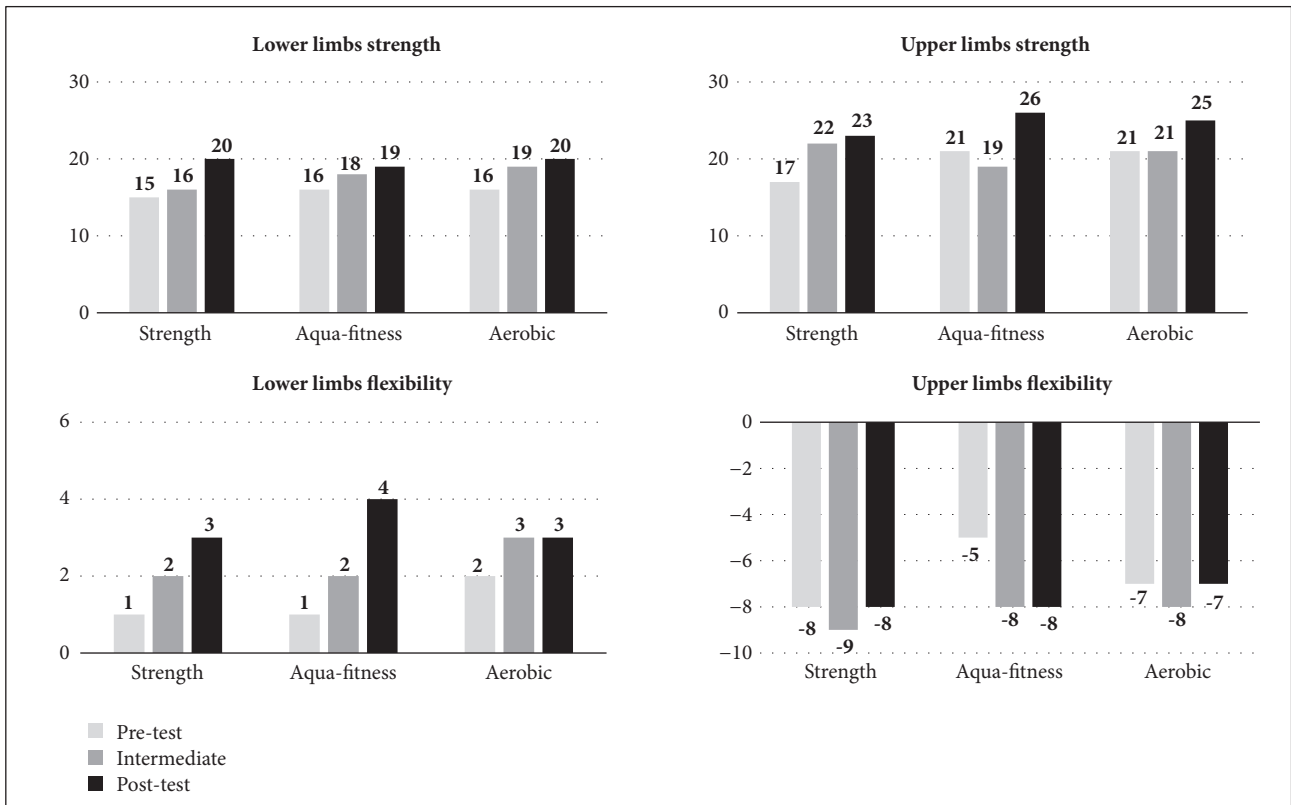 Lower limbs strength
30
20
10
0
15
16
20
16
18
19
16
19
20
Strength
Aqua-fitness
Aerobic
Upper limbs strength
30
20
10
0
17
22
23
21
19
26
21
21
25
Strength
Aqua-fitness
Aerobic
Lower limbs flexibility
6
4
2
0
1
2
3
1
2
4
2
3
3
Strength
Aqua-fitness
Aerobic
Upper limbs flexibility
0
−2
−4
−6
−8
−10
-8
-9
-8
-5
-8
-8
-7
-8
-7
Strength
Aqua-fitness
Aerobic
Pre-test
Intermediate
Post-test